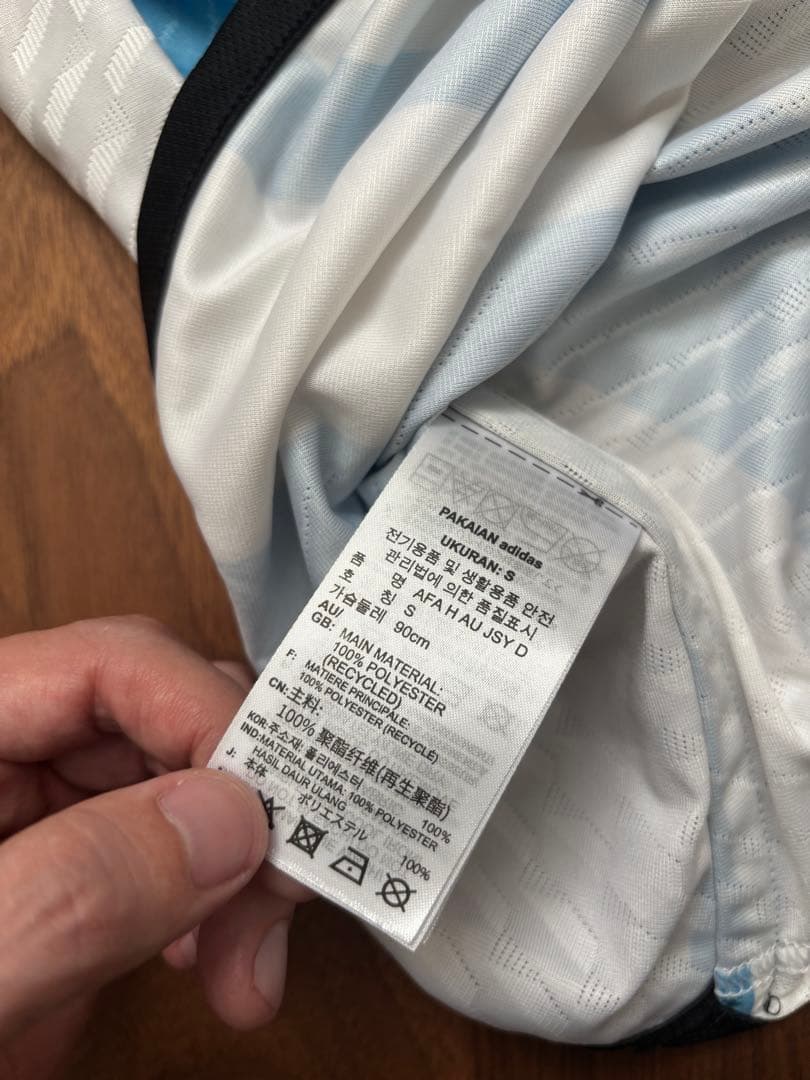 PAKAIAN adidas
UKURAN: S
전기용품 및 생활용품 안전
관리법에 의한 품질표시
품 명 AFA H AU JSY D
호 칭 S
가슴둘레 90cm
AU/
GB: MAIN MATERIAL:
100% POLYESTER
(RECYCLED)
F: MATIERE PRINCIPALE:
100% POLYESTER (RECYCLÉ)
CN: 主料:
100% 聚酯纤维(再生聚酯)
KOR: 주소재: 폴리에스터 100%
IND: MATERIAL UTAMA: 100% POLYESTER
HASIL DAUR ULANG
J: 本体
ポリエステル 100%